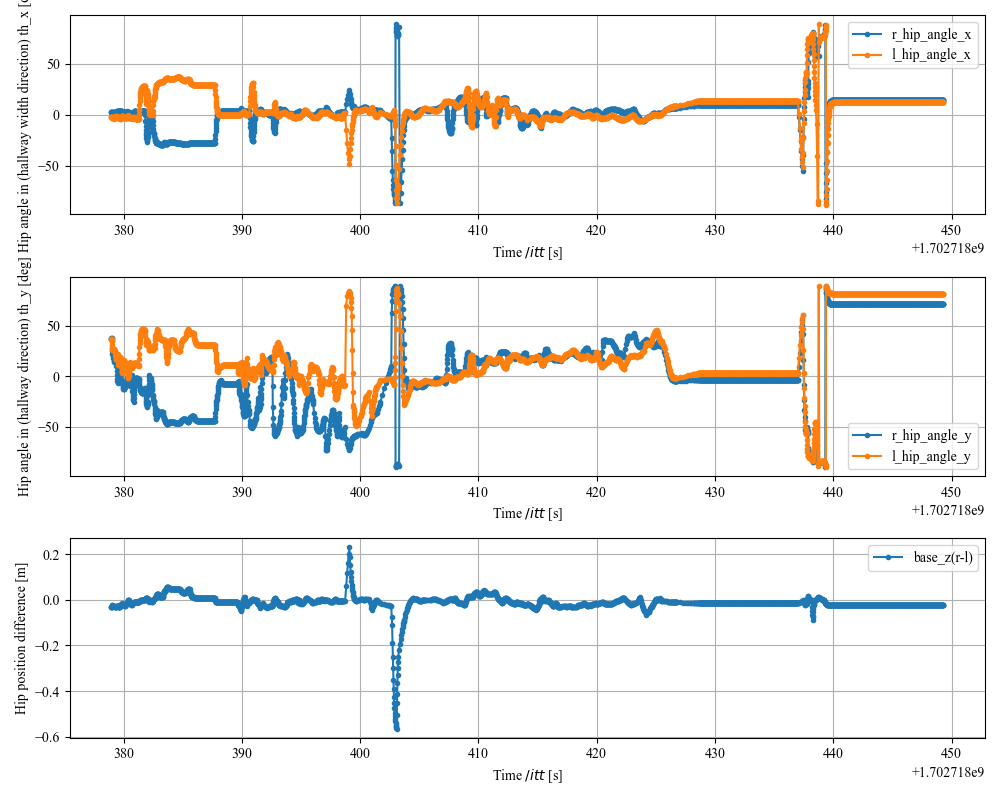 Hip angle in (hallway width direction) th_x [d
50
0
−50
r_hip_angle_x
l_hip_angle_x
380
390
400
410
420
430
440
450
Time /itt [s]
+1.702718e9
Hip angle in (hallway direction) th_y [deg]
50
0
−50
r_hip_angle_y
l_hip_angle_y
380
390
400
410
420
430
440
450
Time /itt [s]
+1.702718e9
Hip position difference [m]
0.2
0.0
−0.2
−0.4
−0.6
base_z(r-l)
380
390
400
410
420
430
440
450
Time /itt [s]
+1.702718e9